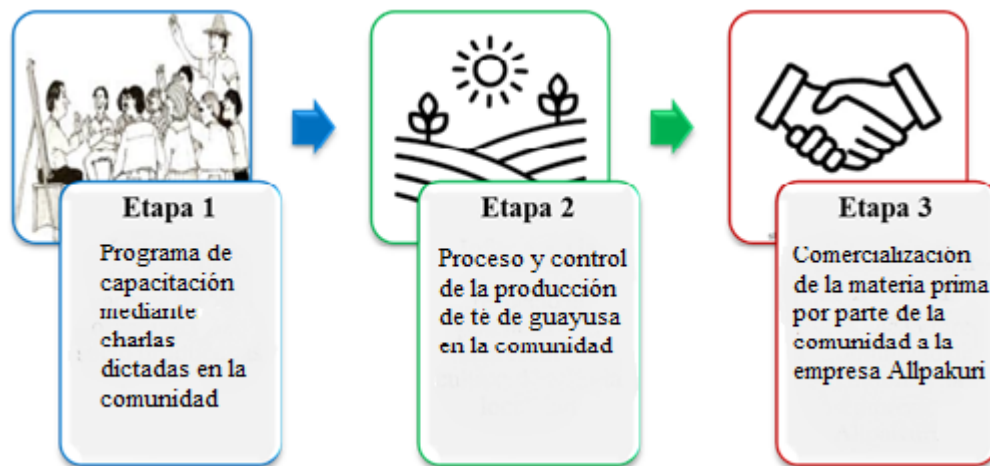 Etapa 1
Programa de
capacitación
mediante
charlas
dictadas en la
comunidad
Etapa 2
Proceso y control
de la producción
de té de guayusa
en la comunidad
Etapa 3
Comercialización
de la materia prima
por parte de la
comunidad a la
empresa Allpakuri